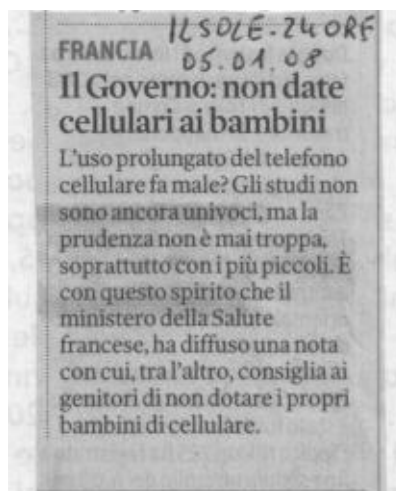 IL SOLE-24 ORE
FRANCIA 05.01.08
Il Governo: non date
cellulari ai bambini
L'uso prolungato del telefono
cellulare fa male? Gli studi non
sono ancora univoci, ma la
prudenza non è mai troppa,
soprattutto con i più piccoli. È
con questo spirito che il
ministero della Salute
francese, ha diffuso una nota
con cui, tra l'altro, consiglia ai
genitori di non dotare i propri
bambini di cellulare.